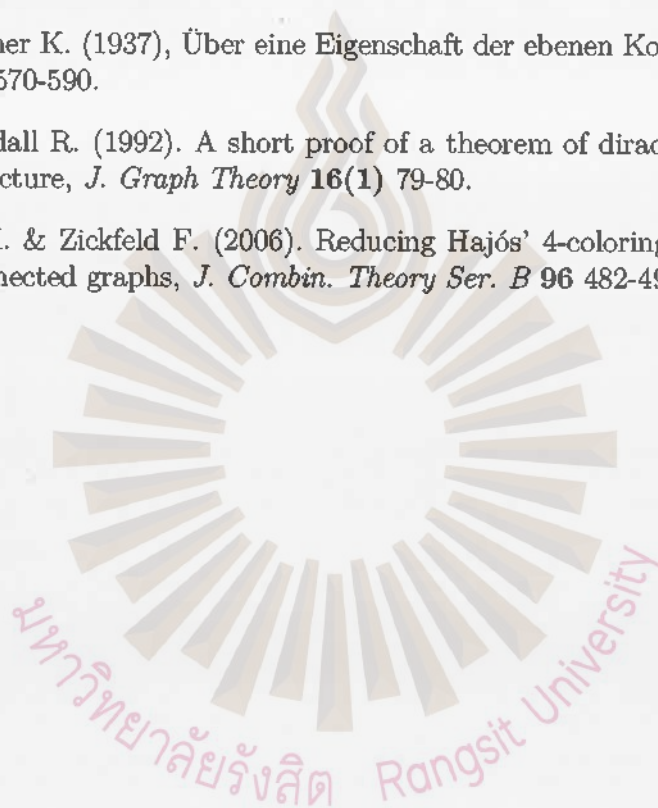 ner K. (1937), Über eine Eigenschaft der ebenen Ko
570-590.
dall R. (1992). A short proof of a theorem of dirac
cture, J. Graph Theory 16(1) 79-80.
I. & Zickfeld F. (2006). Reducing Hajós' 4-coloring
nected graphs, J. Combin. Theory Ser. B 96 482-49
มหาวิทยาลัยรังสิต Rangsit University